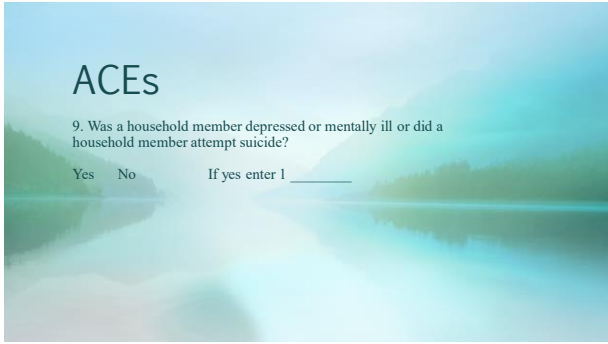 ACEs
9. Was a household member depressed or mentally ill or did a
household member attempt suicide?
Yes No If yes enter 1 ________